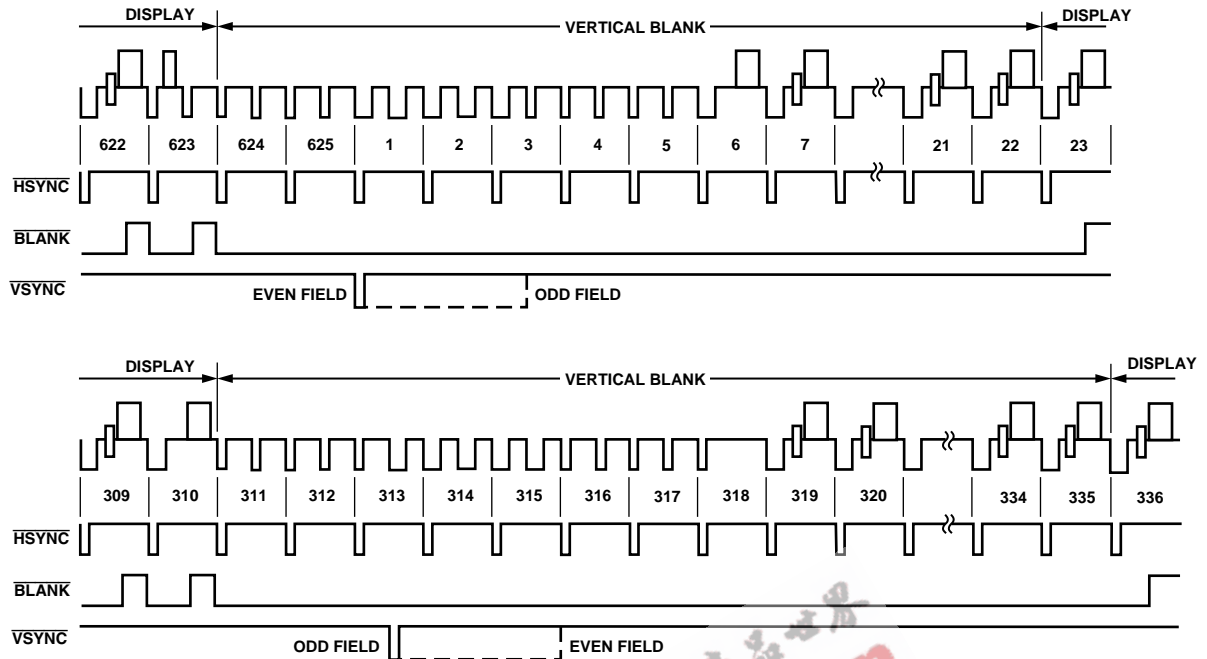 DISPLAY VERTICAL BLANK DISPLAY
622 623 624 625 1 2 3 4 5 6 7 21 22 23
HSYNC
BLANK
VSYNC
EVEN FIELD ODD FIELD
DISPLAY VERTICAL BLANK DISPLAY
309 310 311 312 313 314 315 316 317 318 319 320 334 335 336
HSYNC
BLANK
VSYNC
ODD FIELD EVEN FIELD